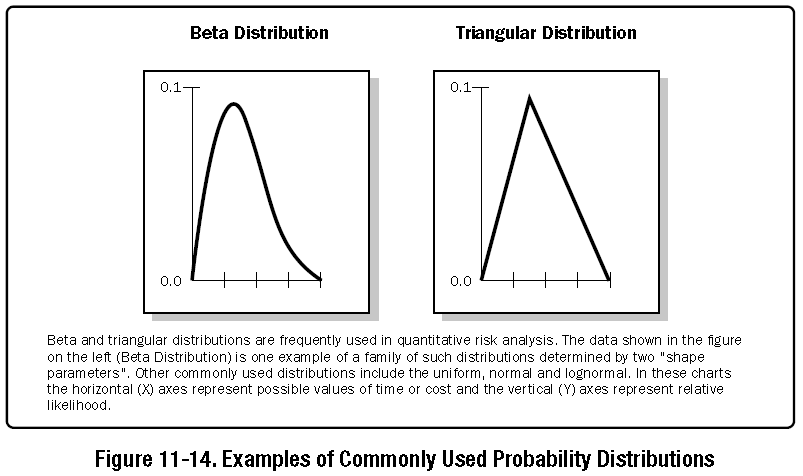 Beta Distribution
Triangular Distribution
0.1
0.0
0.1
0.0
Beta and triangular distributions are frequently used in quantitative risk analysis. The data shown in the figure
on the left (Beta Distribution) is one example of a family of such distributions determined by two "shape
parameters". Other commonly used distributions include the uniform, normal and lognormal. In these charts
the horizontal (X) axes represent possible values of time or cost and the vertical (Y) axes represent relative
likelihood.
Figure 11-14. Examples of Commonly Used Probability Distributions